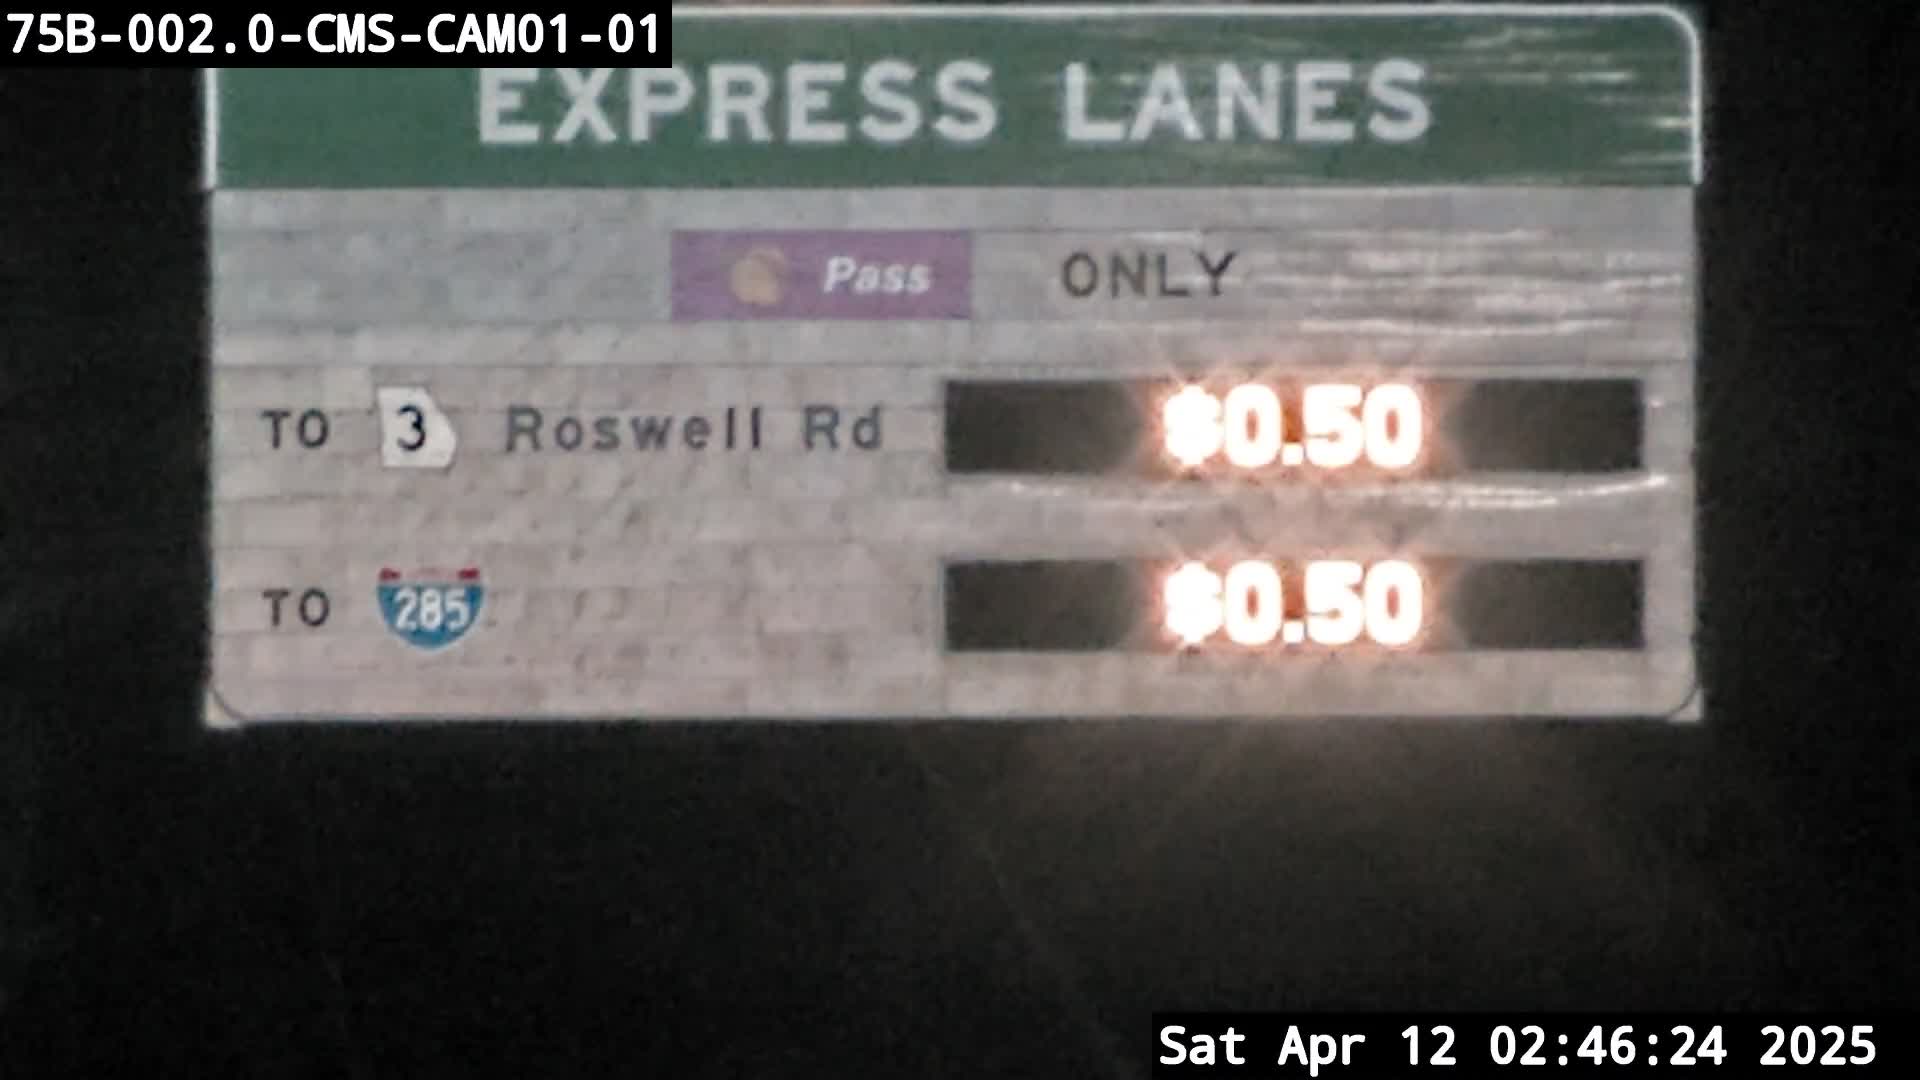 75B-002.0-CMS-CAM01-01
EXPRESS LANES
Pass ONLY
TO 3 Roswell Rd $0.50
TO 285 $0.50
Sat Apr 12 02:46:24 2025